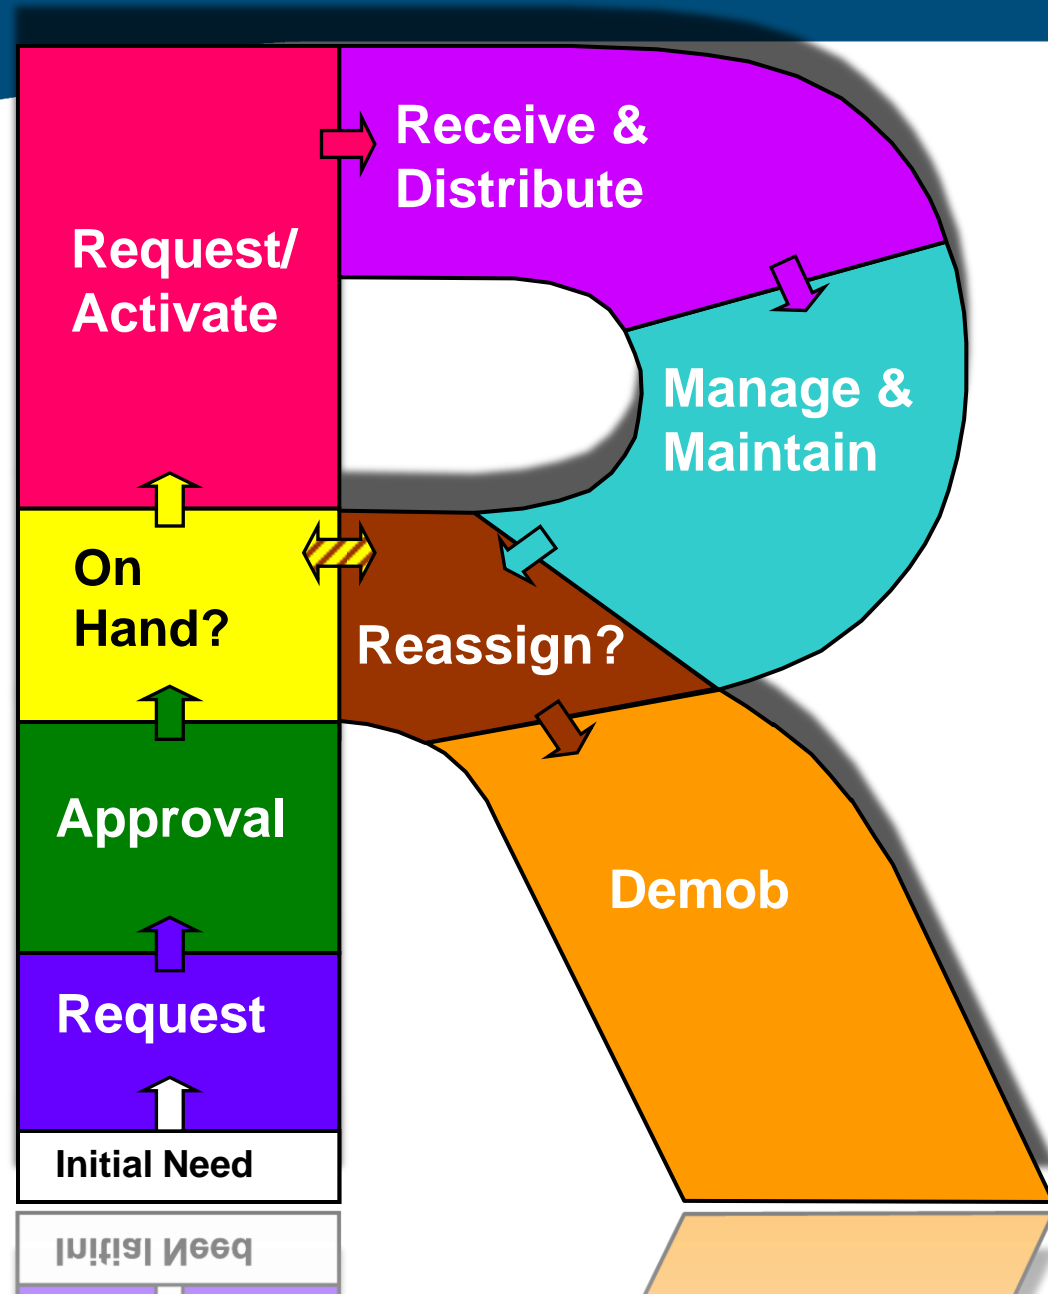 Receive &
Distribute
Request/
Activate
Manage &
Maintain
On
Hand?
Reassign?
Approval
Demob
Request
Initial Need